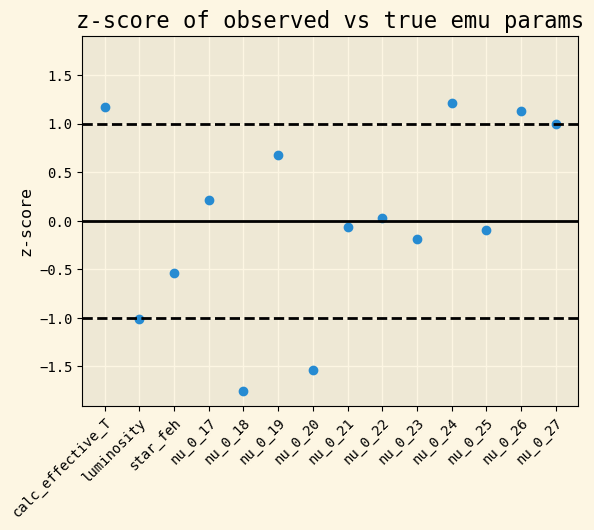 z-score of observed vs true emu params
z-score
1.5
1.0
0.5
0.0
−0.5
−1.0
−1.5
calc_effective_T
luminosity
star_feh
nu_0_17
nu_0_18
nu_0_19
nu_0_20
nu_0_21
nu_0_22
nu_0_23
nu_0_24
nu_0_25
nu_0_26
nu_0_27